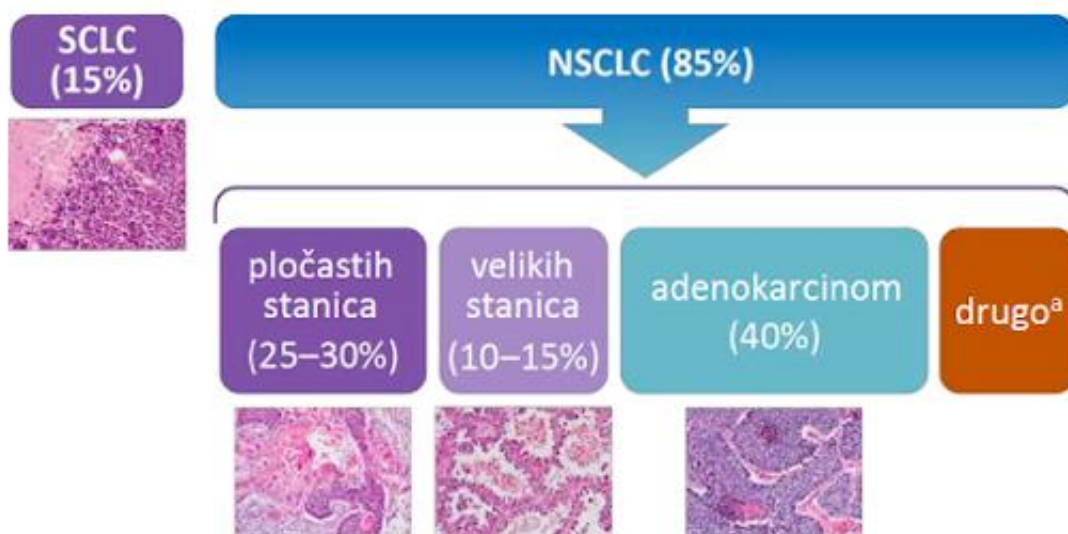 SCLC
(15%)
NSCLC (85%)
pločastih
stanica
(25–30%)
velikih
stanica
(10–15%)
adenokarcinom
(40%)
drugoᵃ